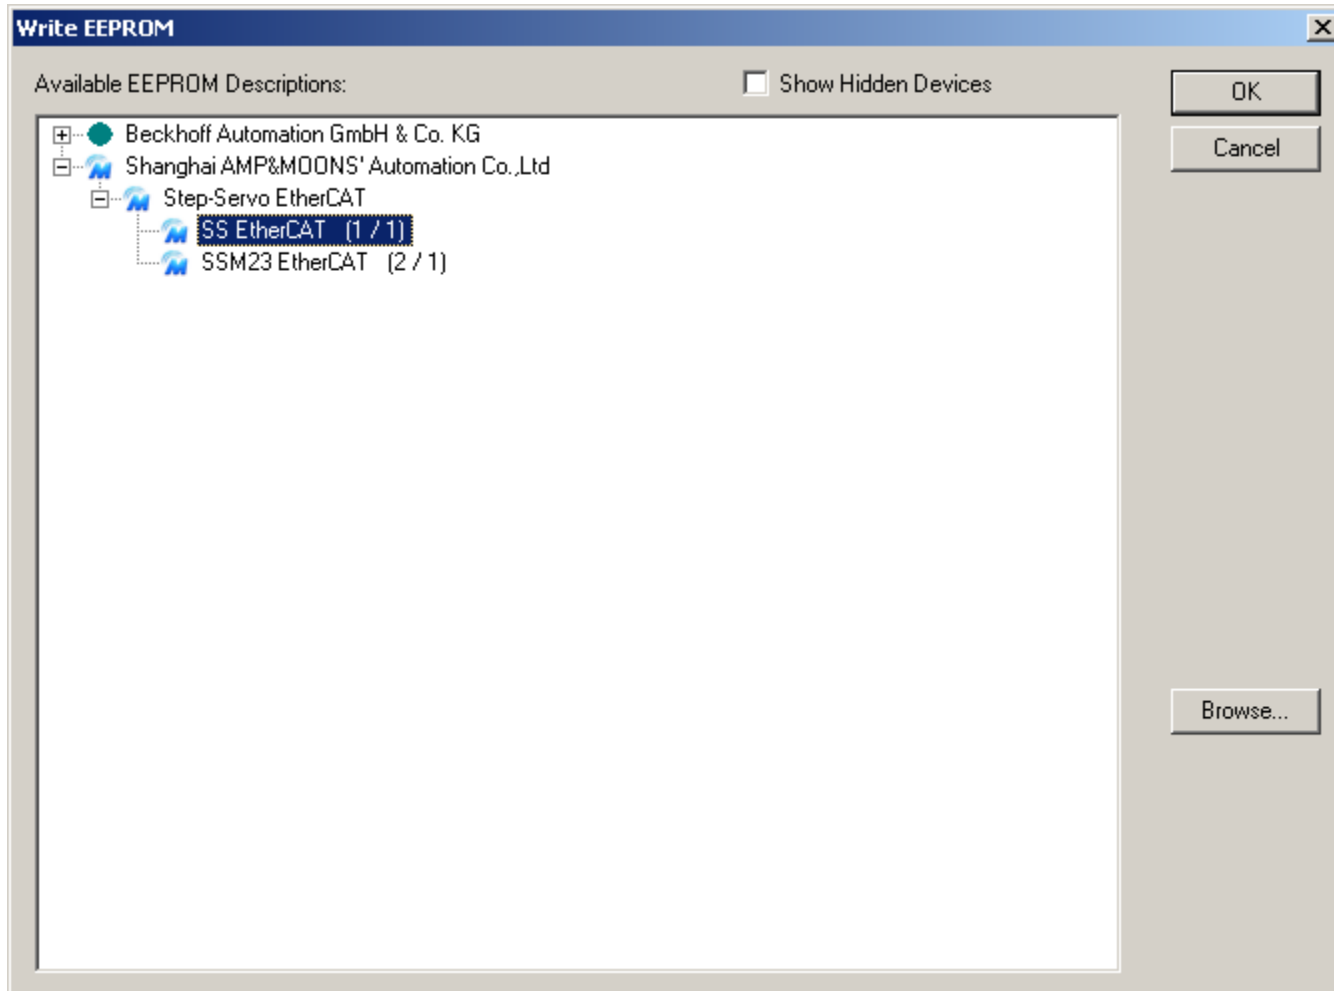 Write EEPROM
Available EEPROM Descriptions:
Show Hidden Devices
OK
Cancel
Beckhoff Automation GmbH & Co. KG
Shanghai AMP&MOONS' Automation Co.,Ltd
Step-Servo EtherCAT
SS EtherCAT (1 / 1)
SSM23 EtherCAT (2 / 1)
Browse...